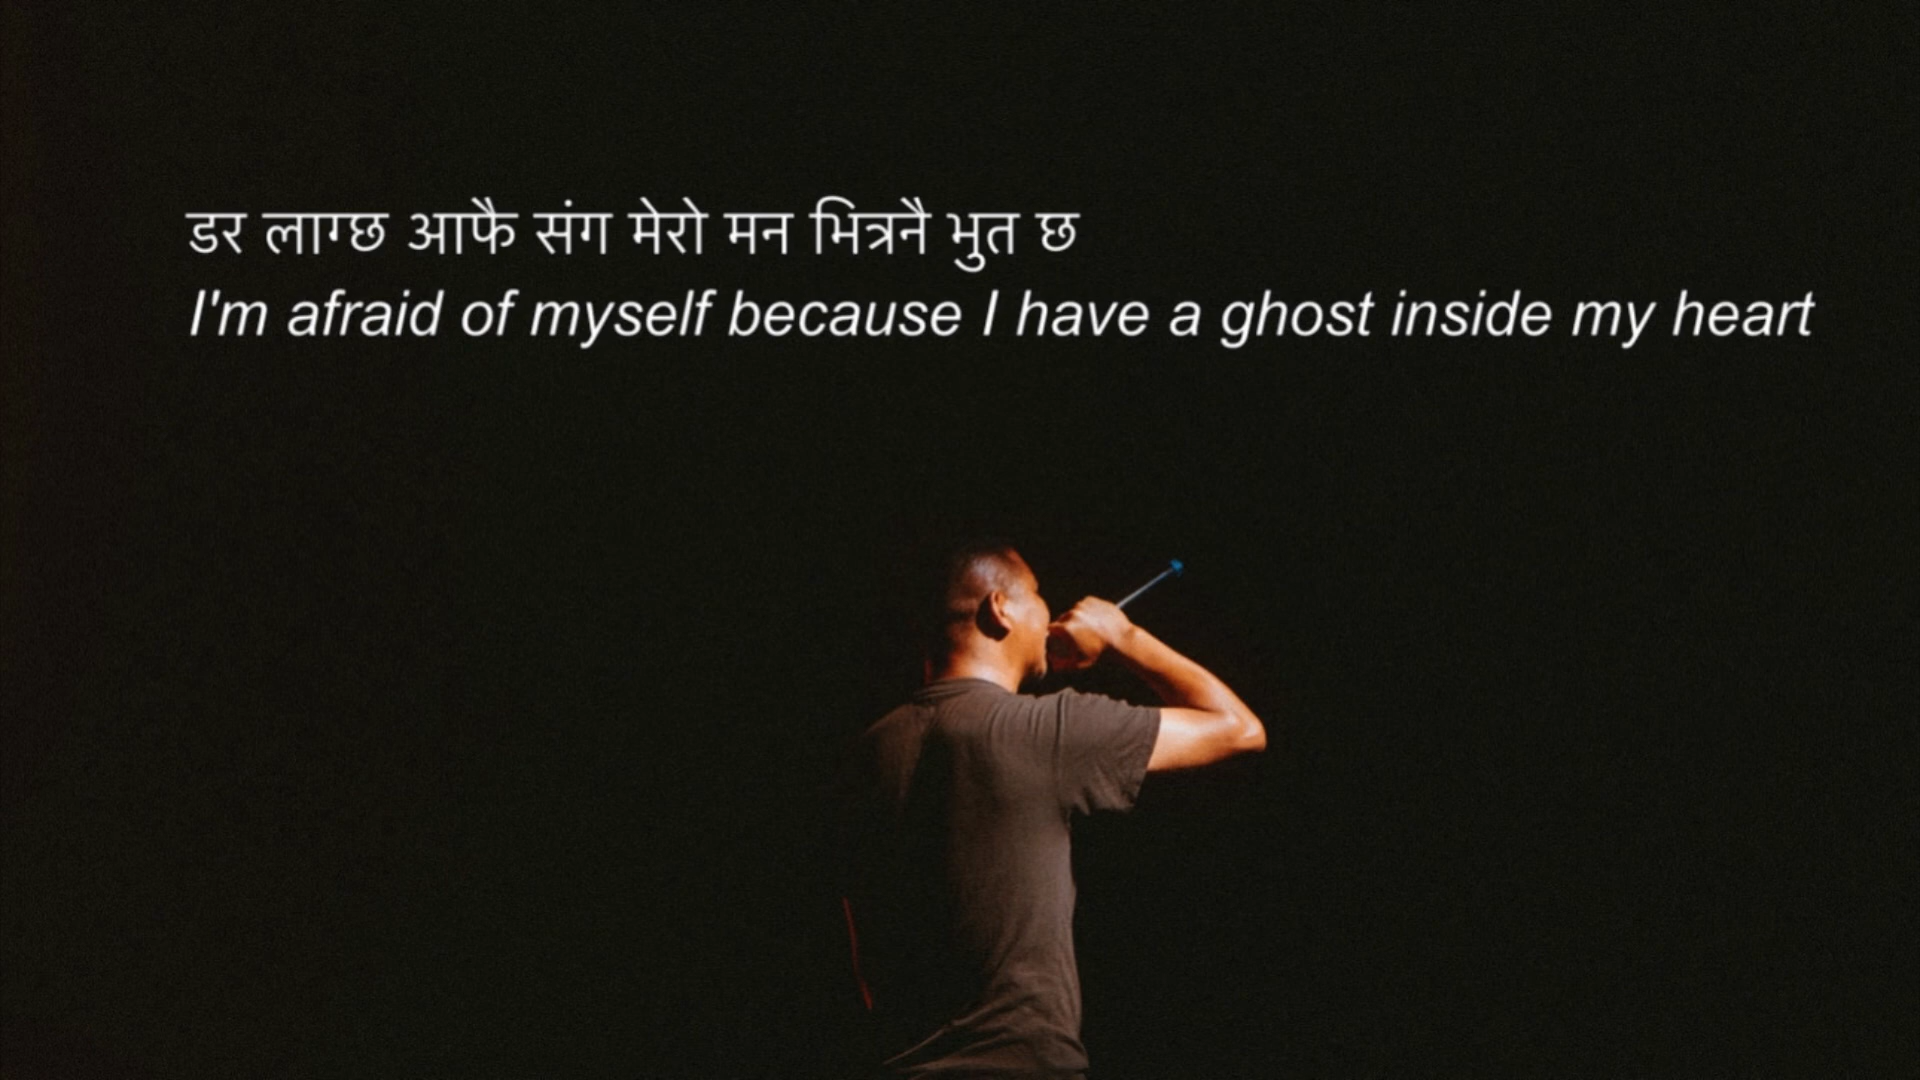 डर लाग्छ आफै संग मेरो मन भित्रनै भुत छ
I'm afraid of myself because I have a ghost inside my heart